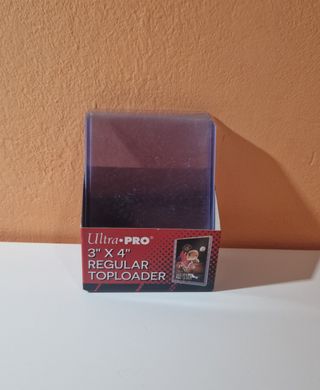 Ultra•PRO®
3" X 4"
REGULAR
TOPLOADER